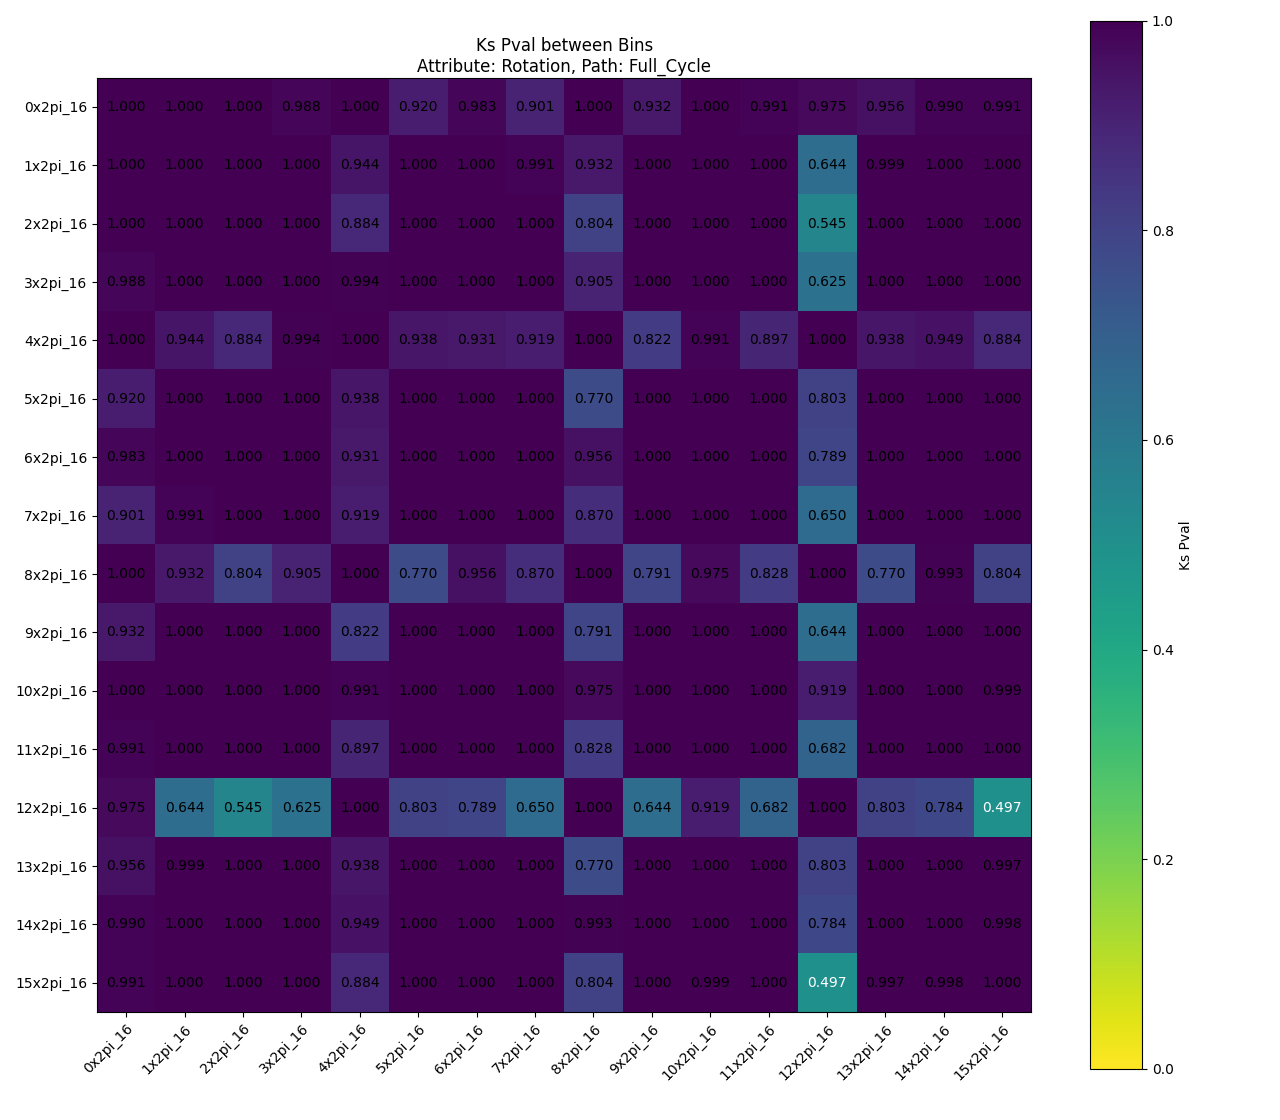 Ks Pval between Bins
Attribute: Rotation, Path: Full_Cycle
0x2pi_16 1.000 1.000 1.000 0.988 1.000 0.920 0.983 0.901 1.000 0.932 1.000 0.991 0.975 0.956 0.990 0.991
1x2pi_16 1.000 1.000 1.000 1.000 0.944 1.000 1.000 0.991 0.932 1.000 1.000 1.000 0.644 0.999 1.000 1.000
2x2pi_16 1.000 1.000 1.000 1.000 0.884 1.000 1.000 1.000 0.804 1.000 1.000 1.000 0.545 1.000 1.000 1.000
3x2pi_16 0.988 1.000 1.000 1.000 0.994 1.000 1.000 1.000 0.905 1.000 1.000 1.000 0.625 1.000 1.000 1.000
4x2pi_16 1.000 0.944 0.884 0.994 1.000 0.938 0.931 0.919 1.000 0.822 0.991 0.897 1.000 0.938 0.949 0.884
5x2pi_16 0.920 1.000 1.000 1.000 0.938 1.000 1.000 1.000 0.770 1.000 1.000 1.000 0.803 1.000 1.000 1.000
6x2pi_16 0.983 1.000 1.000 1.000 0.931 1.000 1.000 1.000 0.956 1.000 1.000 1.000 0.789 1.000 1.000 1.000
7x2pi_16 0.901 0.991 1.000 1.000 0.919 1.000 1.000 1.000 0.870 1.000 1.000 1.000 0.650 1.000 1.000 1.000
8x2pi_16 1.000 0.932 0.804 0.905 1.000 0.770 0.956 0.870 1.000 0.791 0.975 0.828 1.000 0.770 0.993 0.804
9x2pi_16 0.932 1.000 1.000 1.000 0.822 1.000 1.000 1.000 0.791 1.000 1.000 1.000 0.644 1.000 1.000 1.000
10x2pi_16 1.000 1.000 1.000 1.000 0.991 1.000 1.000 1.000 0.975 1.000 1.000 1.000 0.919 1.000 1.000 0.999
11x2pi_16 0.991 1.000 1.000 1.000 0.897 1.000 1.000 1.000 0.828 1.000 1.000 1.000 0.682 1.000 1.000 1.000
12x2pi_16 0.975 0.644 0.545 0.625 1.000 0.803 0.789 0.650 1.000 0.644 0.919 0.682 1.000 0.803 0.784 0.497
13x2pi_16 0.956 0.999 1.000 1.000 0.938 1.000 1.000 1.000 0.770 1.000 1.000 1.000 0.803 1.000 1.000 0.997
14x2pi_16 0.990 1.000 1.000 1.000 0.949 1.000 1.000 1.000 0.993 1.000 1.000 1.000 0.784 1.000 1.000 0.998
15x2pi_16 0.991 1.000 1.000 1.000 0.884 1.000 1.000 1.000 0.804 1.000 0.999 1.000 0.497 0.997 0.998 1.000
0x2pi_16 1x2pi_16 2x2pi_16 3x2pi_16 4x2pi_16 5x2pi_16 6x2pi_16 7x2pi_16 8x2pi_16 9x2pi_16 10x2pi_16 11x2pi_16 12x2pi_16 13x2pi_16 14x2pi_16 15x2pi_16
1.0
0.8
0.6
0.4
0.2
0.0
Ks Pval